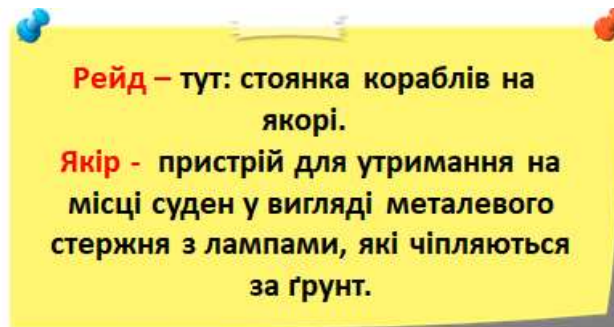 Рейд – тут: стоянка кораблів на
якорі.
Якір - пристрій для утримання на
місці суден у вигляді металевого
стержня з лампами, які чіпляються
за ґрунт.